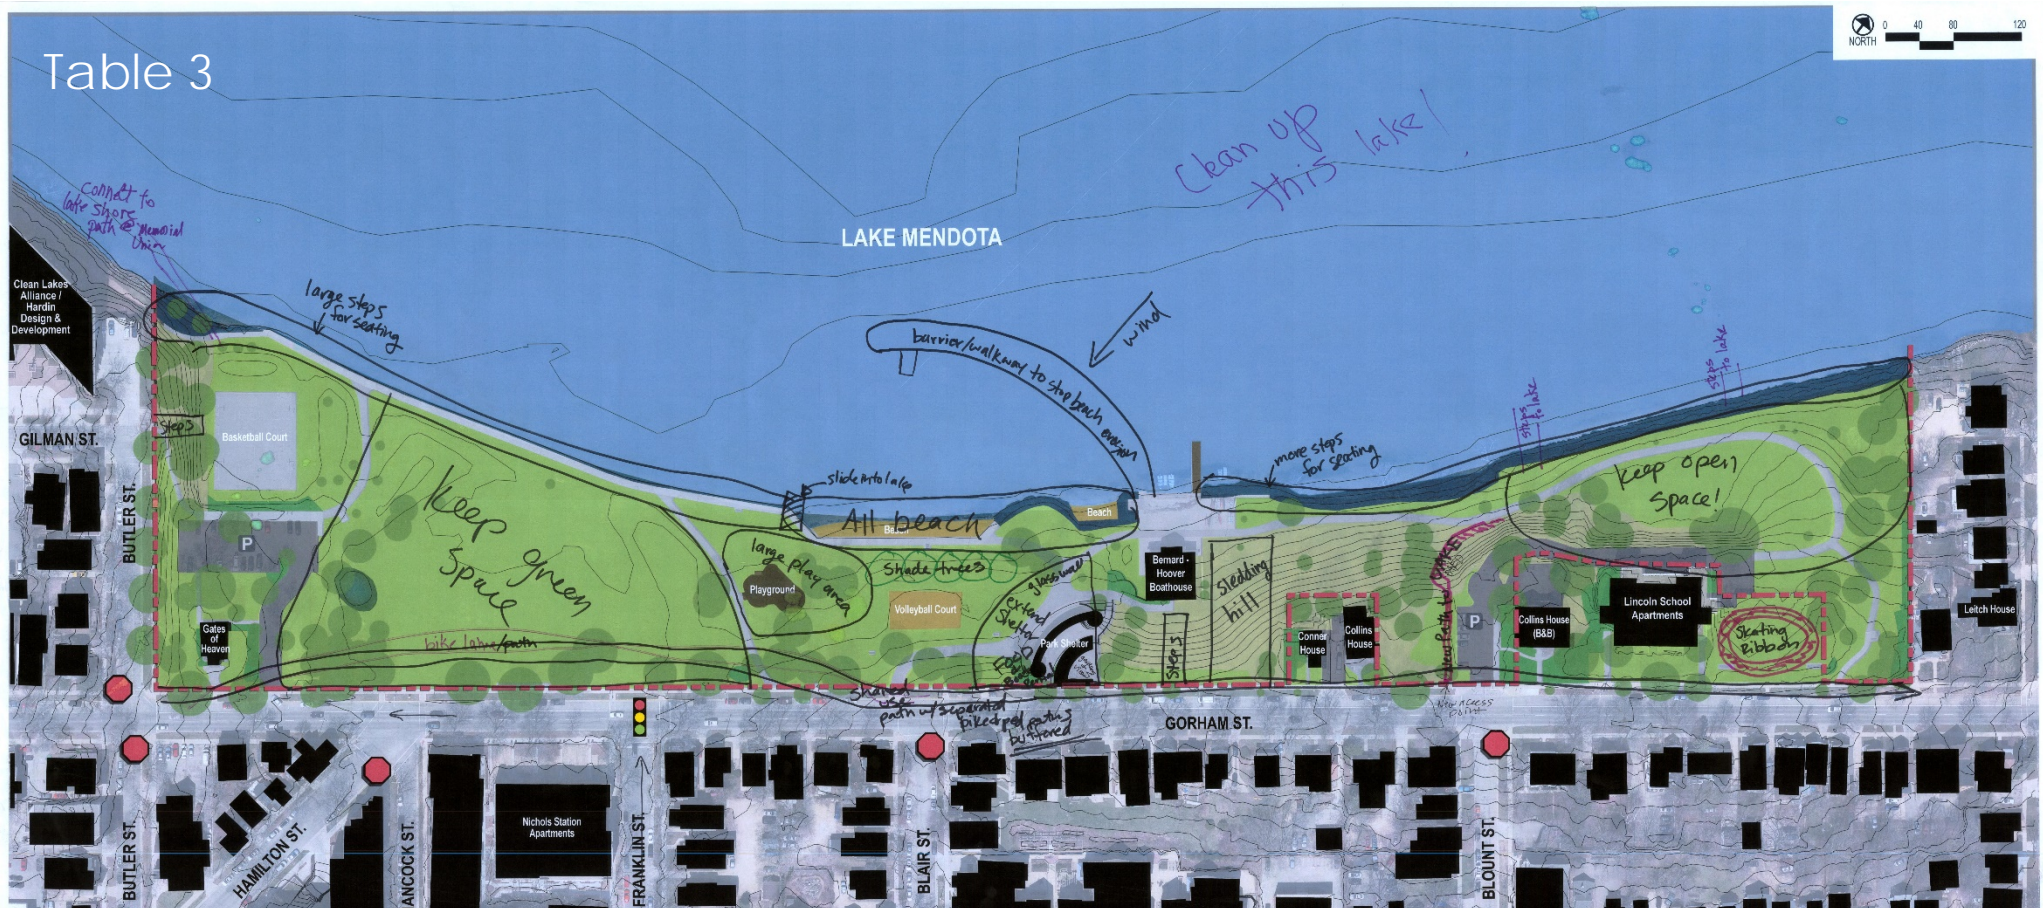 Table 3
NORTH
0 40 80 120
Clean up
this lake!
connect to
lake shore
path @ Memorial
Union
LAKE MENDOTA
Clean Lakes
Alliance /
Hardin
Design &
Development
large steps
for seating
wind
barrier/walkway to stop beach erosion
steps
to lake
steps
to lake
GILMAN ST.
steps
Basketball Court
more steps
for seating
keep open
space!
slide into lake
All beach
Beach
Beach
keep green
space
BUTLER ST.
P
large play
area
Playground
shade trees
Volleyball Court
glass wall
extend
shelter
Park Shelter
FOOD
Bernard -
Hoover
Boathouse
sledding
hill
steps
Conner
House
Collins
House
P
Collins House
(B&B)
Lincoln School
Apartments
Skating
Ribbon
Leitch House
Gates
of
Heaven
bike lane/path
shared
use
path w/separated
bike & ped paths
buffered
New access
point
GORHAM ST.
Nichols Station
Apartments
BUTLER ST.
HAMILTON ST.
ANCOCK ST.
FRANKLIN ST.
BLAIR ST.
BLOUNT ST.